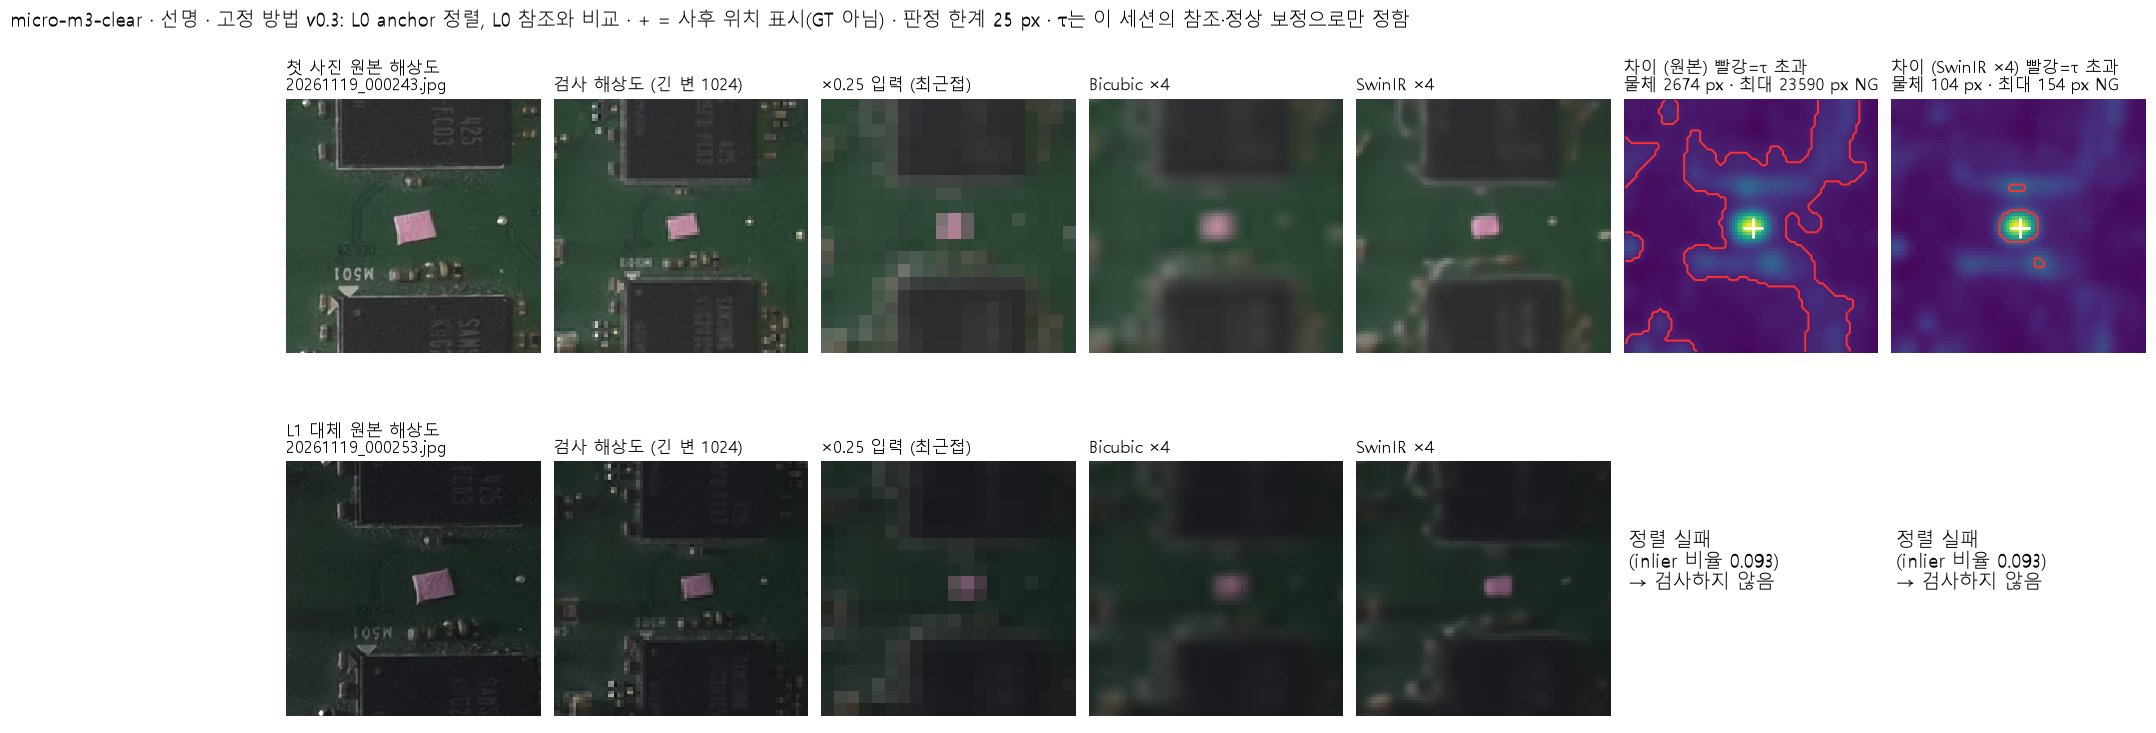 micro-m3-clear · 선명 · 고정 방법 v0.3: L0 anchor 정렬, L0 참조와 비교 · + = 사후 위치 표시(GT 아님) · 판정 한계 25 px · τ는 이 세션의 참조·정상 보정으로만 정함
첫 사진 원본 해상도
20261119_000243.jpg
검사 해상도 (긴 변 1024)
×0.25 입력 (최근접)
Bicubic ×4
SwinIR ×4
차이 (원본) 빨강=τ 초과
물체 2674 px · 최대 23590 px NG
차이 (SwinIR ×4) 빨강=τ 초과
물체 104 px · 최대 154 px NG
425
FC03
M501
SAMS
425
L1 대체 원본 해상도
20261119_000253.jpg
검사 해상도 (긴 변 1024)
×0.25 입력 (최근접)
Bicubic ×4
SwinIR ×4
425
FC03
M501
SAMS
정렬 실패
(inlier 비율 0.093)
→ 검사하지 않음
정렬 실패
(inlier 비율 0.093)
→ 검사하지 않음